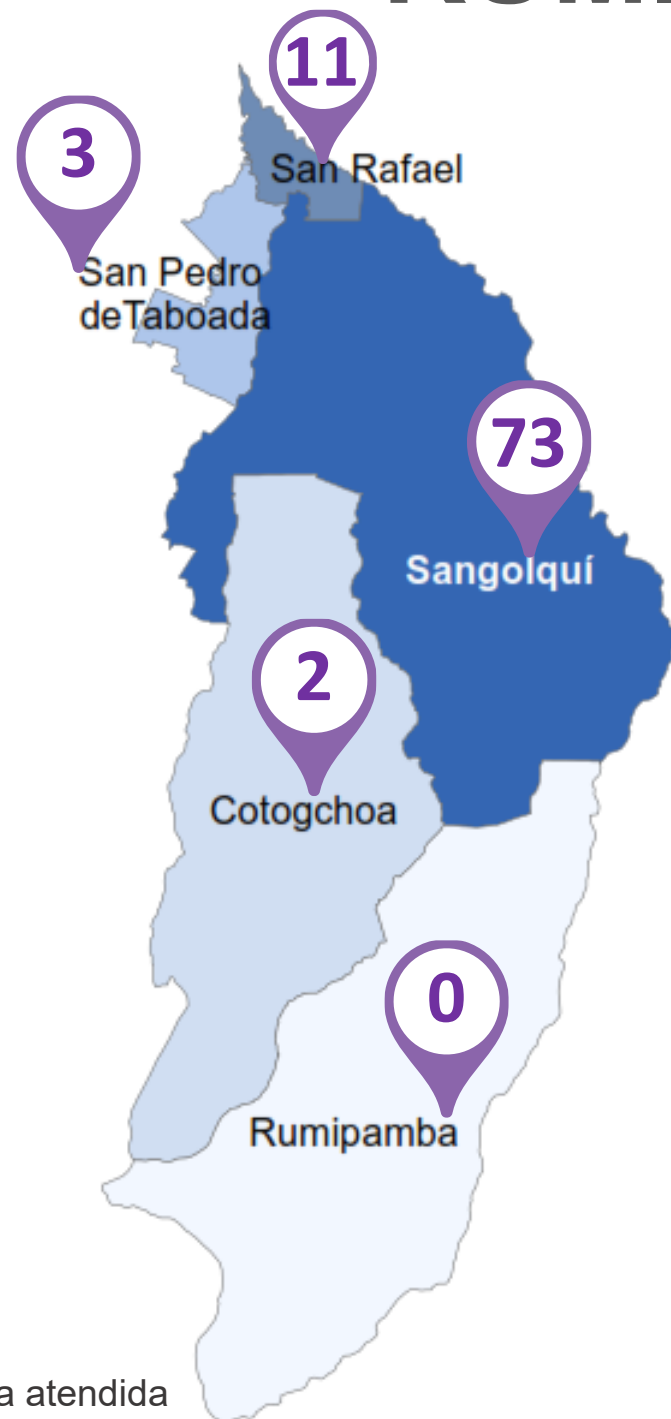 11
San Rafael
3
San Pedro
deTaboada
73
Sangolquí
2
Cotogchoa
0
Rumipamba
a atendida